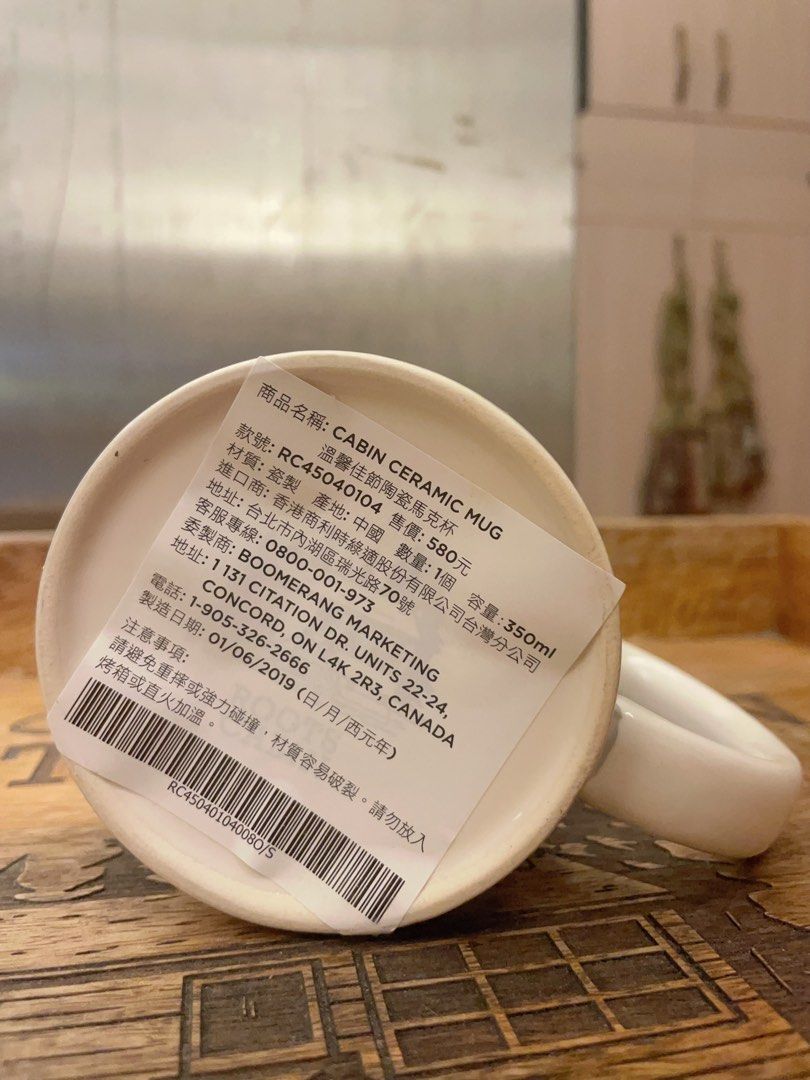 商品名稱: CABIN CERAMIC MUG
溫馨佳節陶瓷馬克杯
款號: RC45040104 售價: 580元
材質: 瓷製 產地: 中國 數量: 1個 容量: 350ml
進口商: 香港商利時綠適股份有限公司台灣分公司
地址: 台北市內湖區瑞光路70號
客服專線: 0800-001-973
委製商: BOOMERANG MARKETING
地址: 1 131 CITATION DR. UNITS 22-24,
CONCORD, ON L4K 2R3, CANADA
電話: 1-905-326-2666
製造日期: 01/06/2019 (日/月/西元年)
注意事項:
請避免重摔或強力碰撞，材質容易破裂。請勿放入
烤箱或直火加溫。
RC450401040080/S